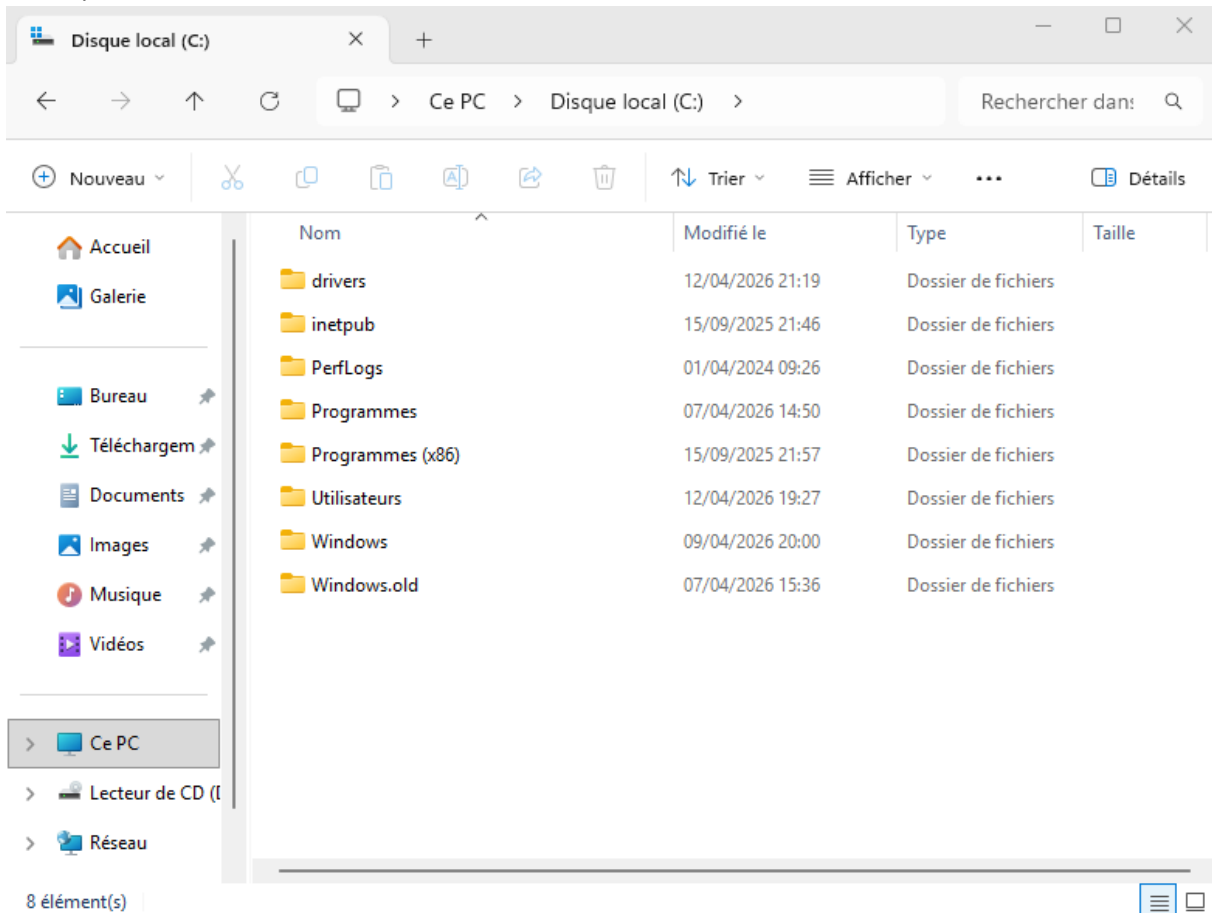 Disque local (C:)
Ce PC > Disque local (C:) >
Recherche dans
Nouveau
Trier
Afficher
Détails
Accueil
Galerie
Bureau
Téléchargem
Documents
Images
Musique
Vidéos
Ce PC
Lecteur de CD (D
Réseau
Nom Modifié le Type Taille
drivers 12/04/2026 21:19 Dossier de fichiers
inetpub 15/09/2025 21:46 Dossier de fichiers
PerfLogs 01/04/2024 09:26 Dossier de fichiers
Programmes 07/04/2026 14:50 Dossier de fichiers
Programmes (x86) 15/09/2025 21:57 Dossier de fichiers
Utilisateurs 12/04/2026 19:27 Dossier de fichiers
Windows 09/04/2026 20:00 Dossier de fichiers
Windows.old 07/04/2026 15:36 Dossier de fichiers
8 élément(s)